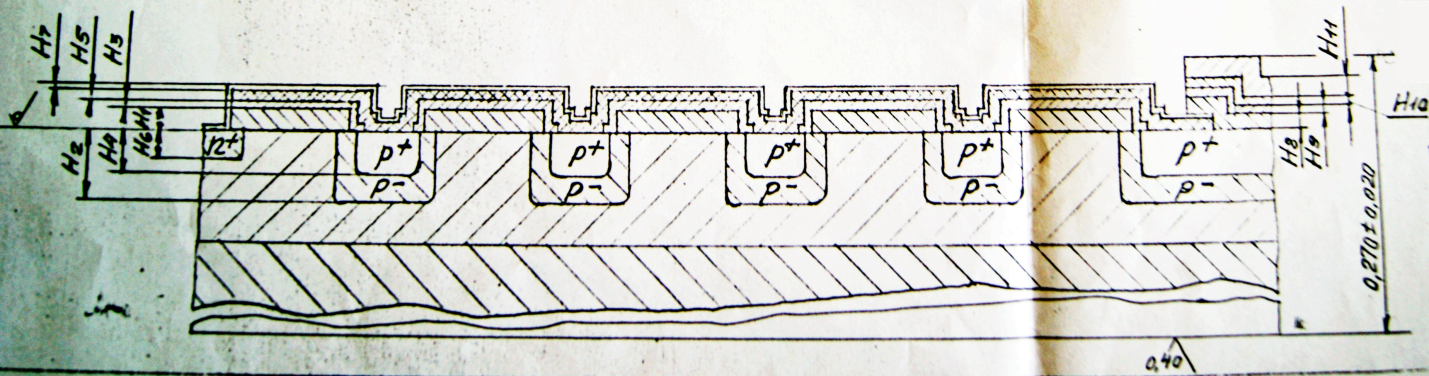 H7
H5
H3
H11
H10
H1
H6
H4
H2
n+
p+
p+
p+
p+
p+
p-
p-
p-
p-
p-
H8
H9
0,270±0,020
0,40